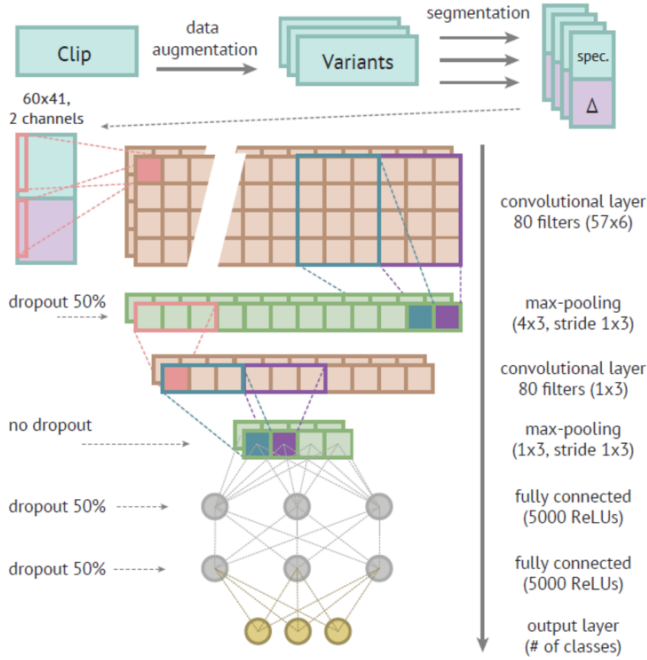 Clip
data
augmentation
Variants
segmentation
spec.
Δ
60x41,
2 channels
convolutional layer
80 filters (57x6)
dropout 50%
max-pooling
(4x3, stride 1x3)
convolutional layer
80 filters (1x3)
no dropout
max-pooling
(1x3, stride 1x3)
dropout 50%
fully connected
(5000 ReLUs)
dropout 50%
fully connected
(5000 ReLUs)
output layer
(# of classes)